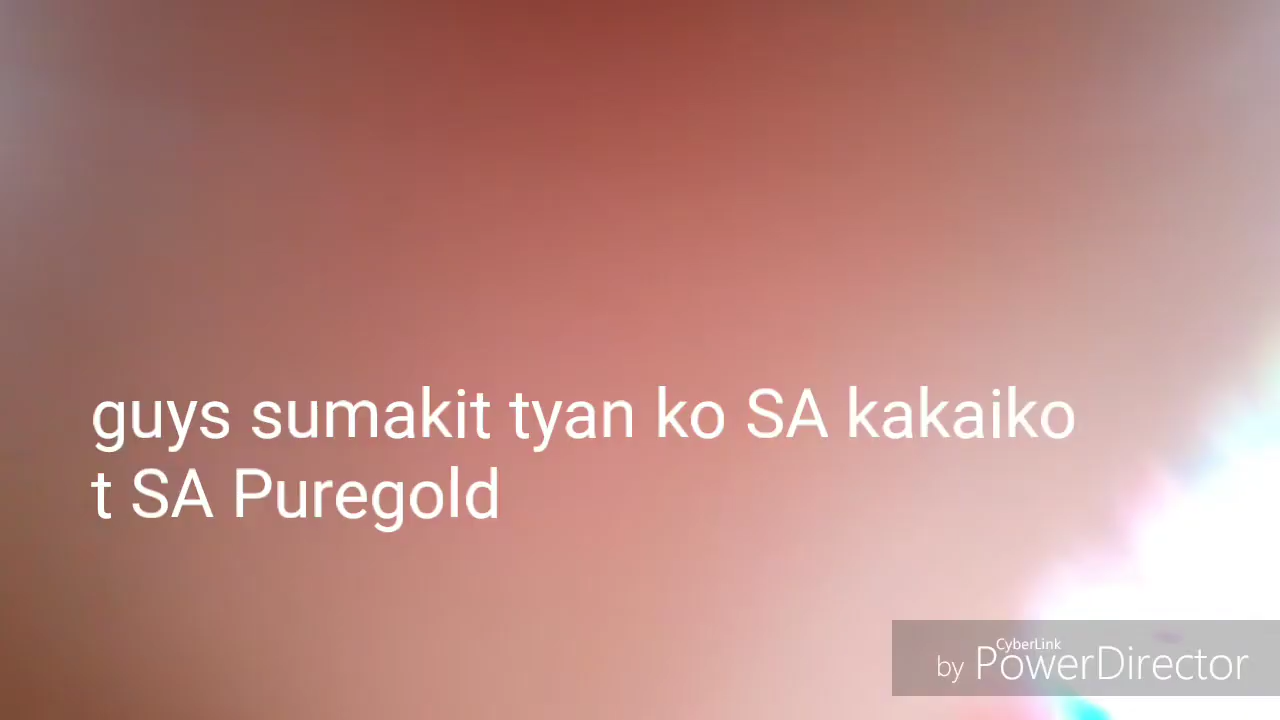 guys sumakit tyan ko SA kakaiko
t SA Puregold
CyberLink
by PowerDirector